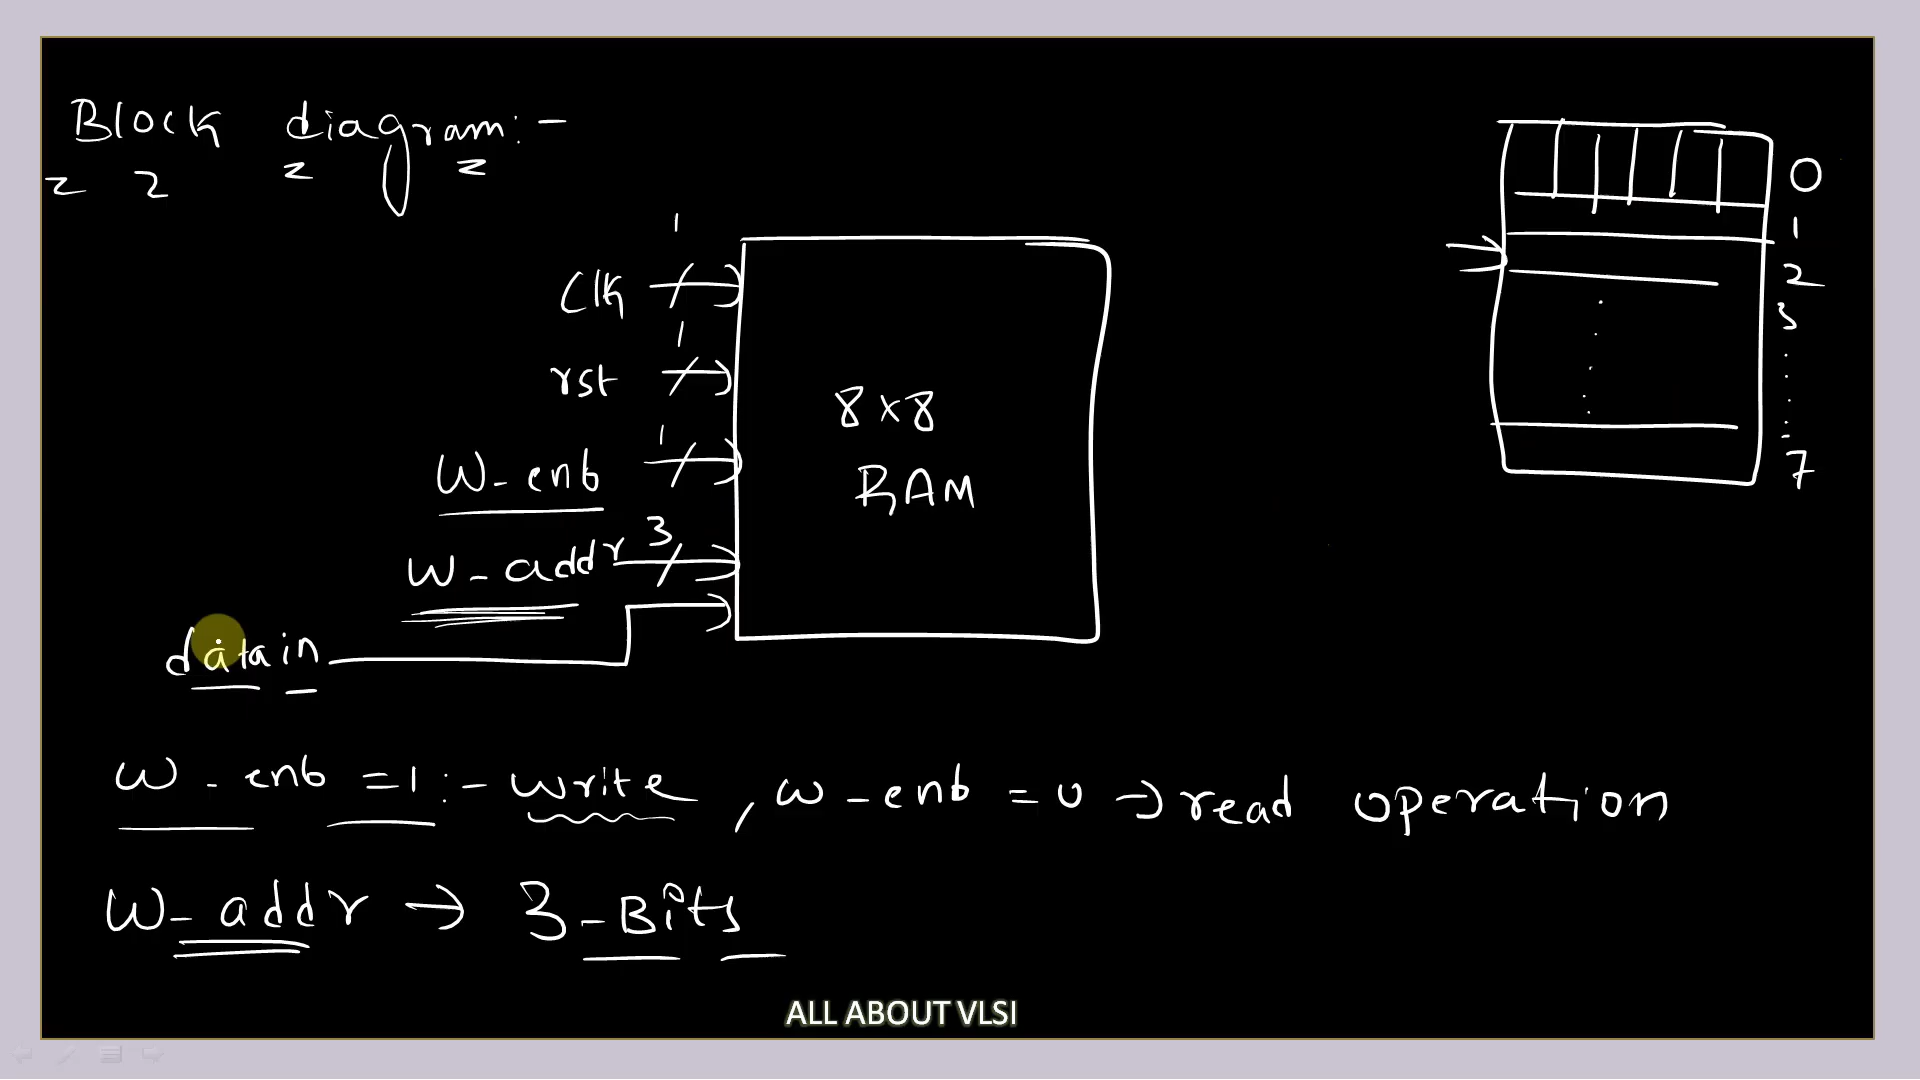 Block diagram:-
1
clk
1
rst
1
w-enb
3
w-addr
datain
8x8
RAM
0
1
2
3
7
w-enb =1:- write, w-enb = 0 → read operation
w-addr → 3-Bits
ALL ABOUT VLSI